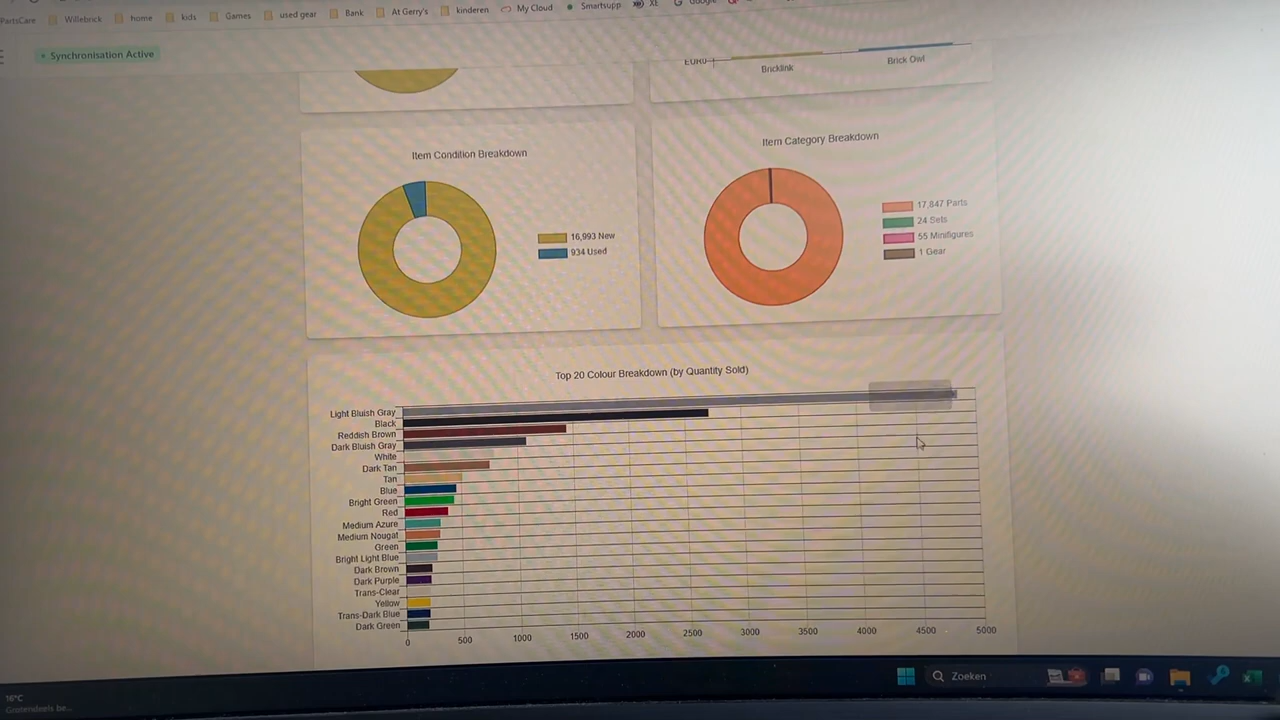 PartsCare Willebrick home kids Games used gear Bank At Gerry's kinderen My Cloud Smartsupp XE Google
Synchronisation Active
EURO
Bricklink
Brick Owl
Item Condition Breakdown
16,993 New
934 Used
Item Category Breakdown
17,847 Parts
24 Sets
55 Minifigures
1 Gear
Top 20 Colour Breakdown (by Quantity Sold)
Light Bluish Gray
Black
Reddish Brown
Dark Bluish Gray
White
Dark Tan
Tan
Blue
Bright Green
Red
Medium Azure
Medium Nougat
Green
Bright Light Blue
Dark Brown
Dark Purple
Trans-Clear
Yellow
Trans-Dark Blue
Dark Green
0 500 1000 1500 2000 2500 3000 3500 4000 4500 5000
16°C
Grotendeels be...
Zoeken